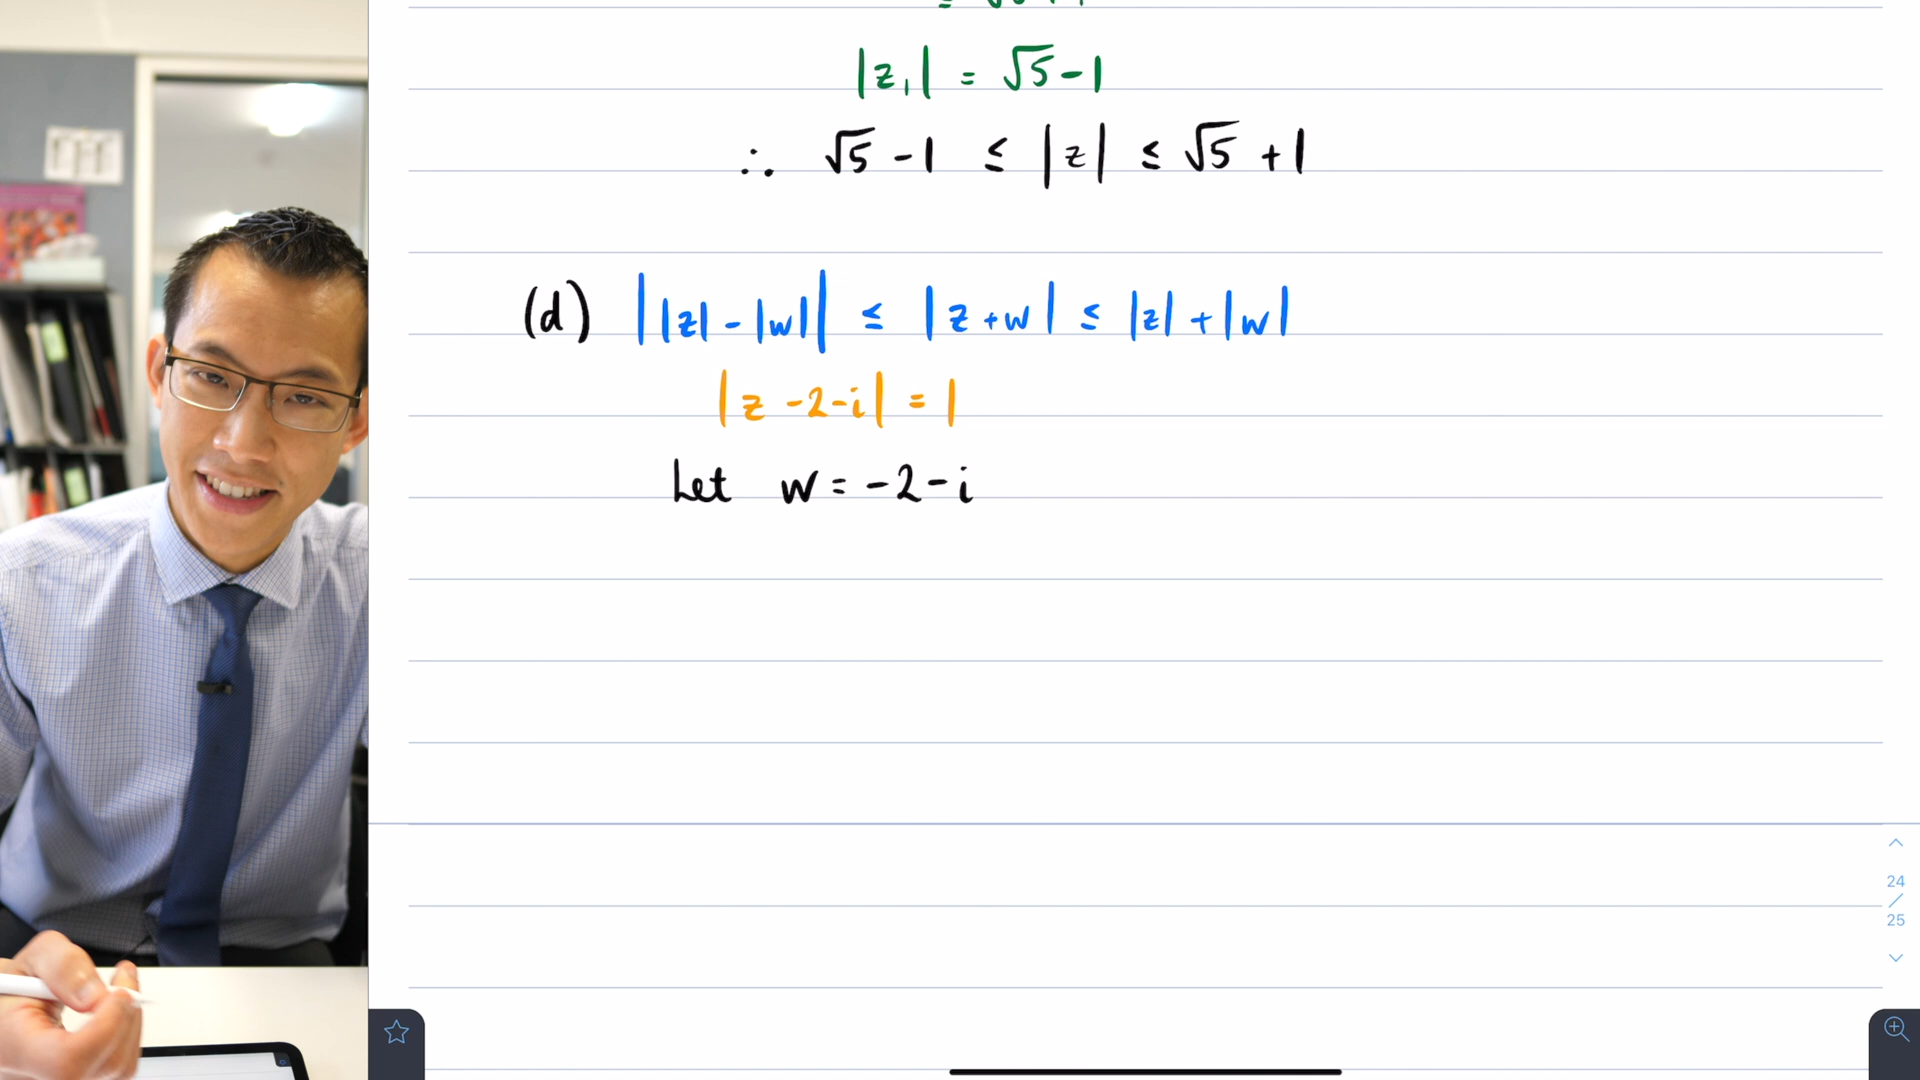 |z₁| = √5-1
∴ √5 - 1 ≤ |z| ≤ √5 + 1
(d) ||z| - |w|| ≤ |z + w| ≤ |z| + |w|
|z -2-i| = 1
Let w = -2-i
24
/
25